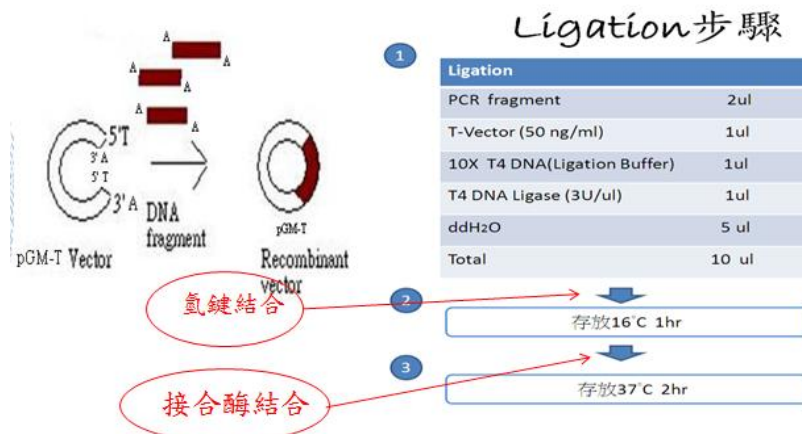 Ligation步驟
1
Ligation
PCR fragment 2ul
T-Vector (50 ng/ml) 1ul
10X T4 DNA(Ligation Buffer) 1ul
T4 DNA Ligase (3U/ul) 1ul
ddH2O 5 ul
Total 10 ul
2
存放16°C 1hr
3
存放37°C 2hr
A
A
A
A
A
A
5'T
3'A
5'T
3'A
pGM-T Vector
DNA
fragment
pGM-T
Recombinant
vector
氫鍵結合
接合酶結合